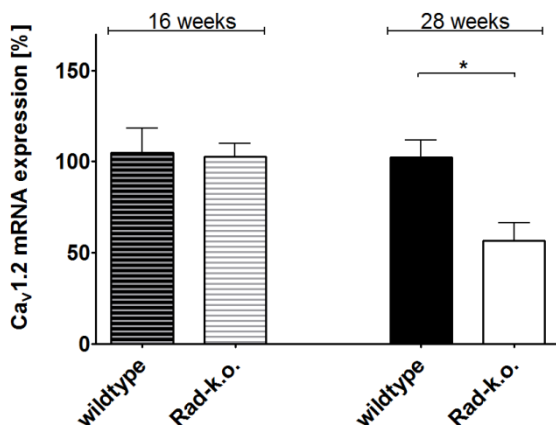 16 weeks
28 weeks
*
CaV1.2 mRNA expression [%]
150
100
50
0
wildtype
Rad-k.o.
wildtype
Rad-k.o.